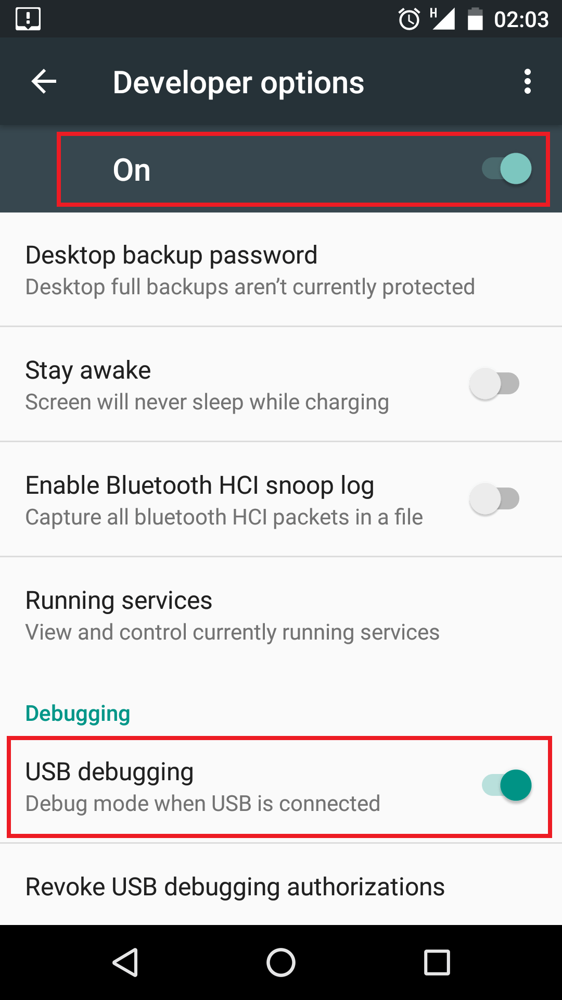 H 02:03
Developer options
On
Desktop backup password
Desktop full backups aren’t currently protected
Stay awake
Screen will never sleep while charging
Enable Bluetooth HCI snoop log
Capture all bluetooth HCI packets in a file
Running services
View and control currently running services
Debugging
USB debugging
Debug mode when USB is connected
Revoke USB debugging authorizations